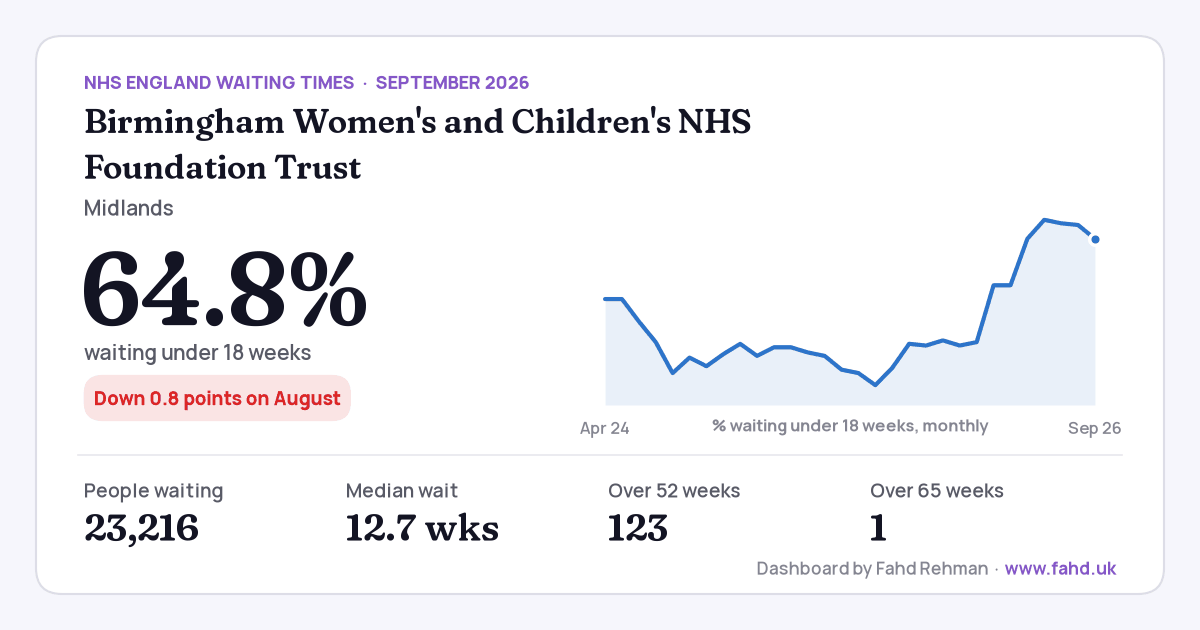 NHS ENGLAND WAITING TIMES · SEPTEMBER 2026
Birmingham Women's and Children's NHS
Foundation Trust
Midlands
64.8%
waiting under 18 weeks
Down 0.8 points on August
Apr 24
% waiting under 18 weeks, monthly
Sep 26
People waiting
23,216
Median wait
12.7 wks
Over 52 weeks
123
Over 65 weeks
1
Dashboard by Fahd Rehman · www.fahd.uk